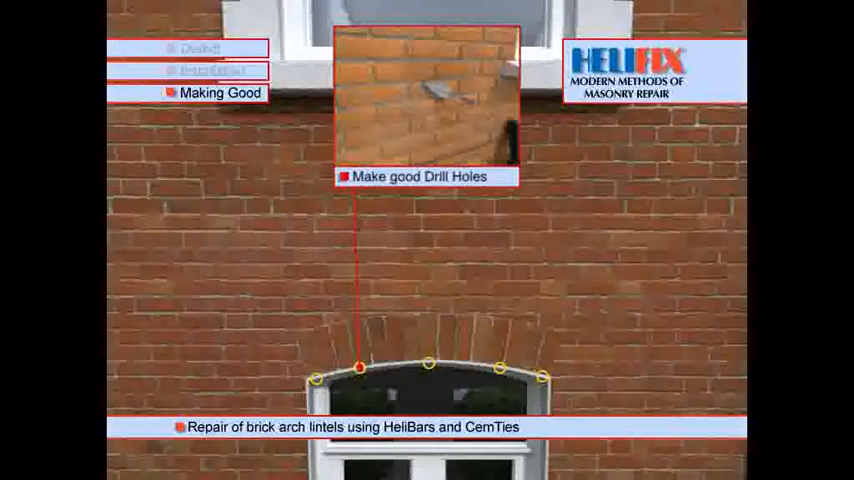 Installation
Making Good
HELIFIX
MODERN METHODS OF
MASONRY REPAIR
Make good Drill Holes
Repair of brick arch lintels using HeliBars and CemTies